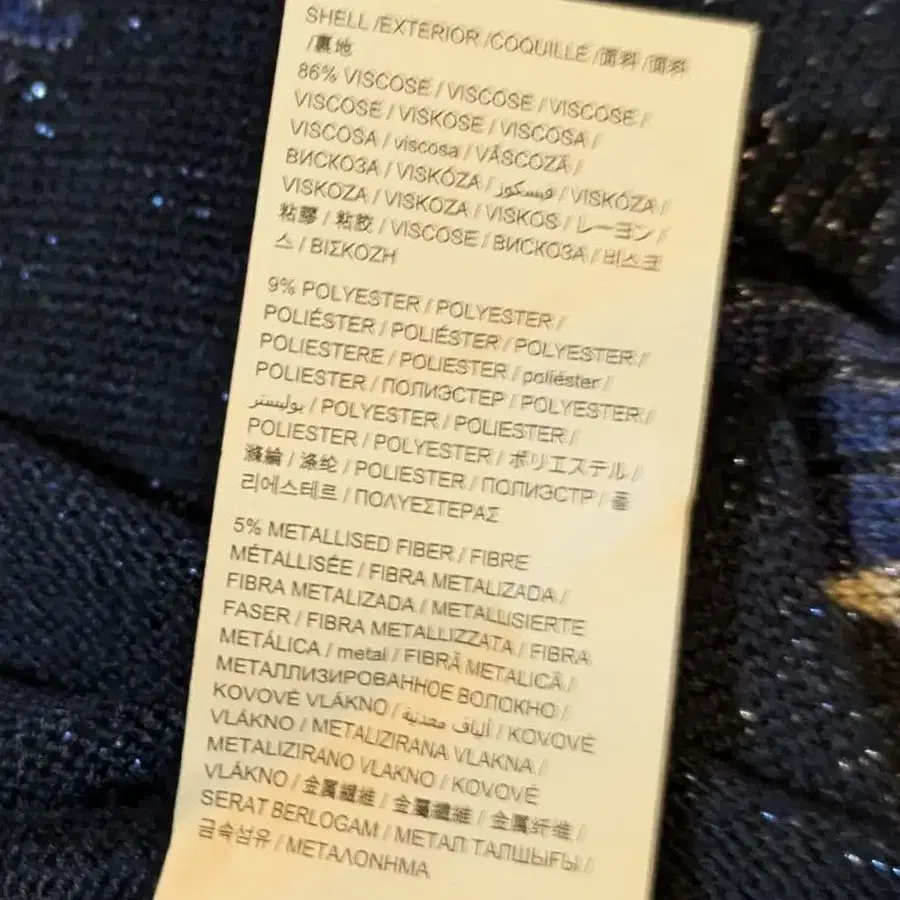 SHELL /EXTERIOR /COQUILLE /面料 /面料
/裏地
86% VISCOSE / VISCOSE / VISCOSE /
VISCOSE / VISKOSE / VISCOSA /
VISCOSA / viscosa / VÂSCOZĂ /
ВИСКОЗА / VISKÓZA / فيسكوز / VISKÓZA /
VISKOZA / VISKOZA / VISKOS / レーヨン /
粘膠 / 粘胶 / VISCOSE / ВИСКОЗА / 비스코
스 / ΒΙΣΚΟΖΗ
9% POLYESTER / POLYESTER /
POLIÉSTER / POLIÉSTER / POLYESTER /
POLIESTERE / POLIESTER / poliéster /
POLIESTER / ПОЛИЭСТЕР / POLYESTER /
بوليستر / POLYESTER / POLIESTER /
POLIESTER / POLYESTER / ポリエステル /
滌綸 / 涤纶 / POLIESTER / ПОЛИЭСТР / 폴
리에스테르 / ΠΟΛΥΕΣΤΕΡΑΣ
5% METALLISED FIBER / FIBRE
MÉTALLISÉE / FIBRA METALIZADA /
FIBRA METALIZADA / METALLISIERTE
FASER / FIBRA METALLIZZATA / FIBRA
METÁLICA / metal / FIBRĂ METALICĂ /
МЕТАЛЛИЗИРОВАННОЕ ВОЛОКНО /
KOVOVÉ VLÁKNO / ألياف معدنية / KOVOVÉ
VLÁKNO / METALIZIRANA VLAKNA /
METALIZIRANO VLAKNO / KOVOVÉ
VLÁKNO / 金属繊維 / 金屬纖維 / 金属纤维 /
SERAT BERLOGAM / МЕТАЛ ТАЛШЫҒЫ /
금속섬유 / ΜΕΤΑΛΟΝΗΜΑ